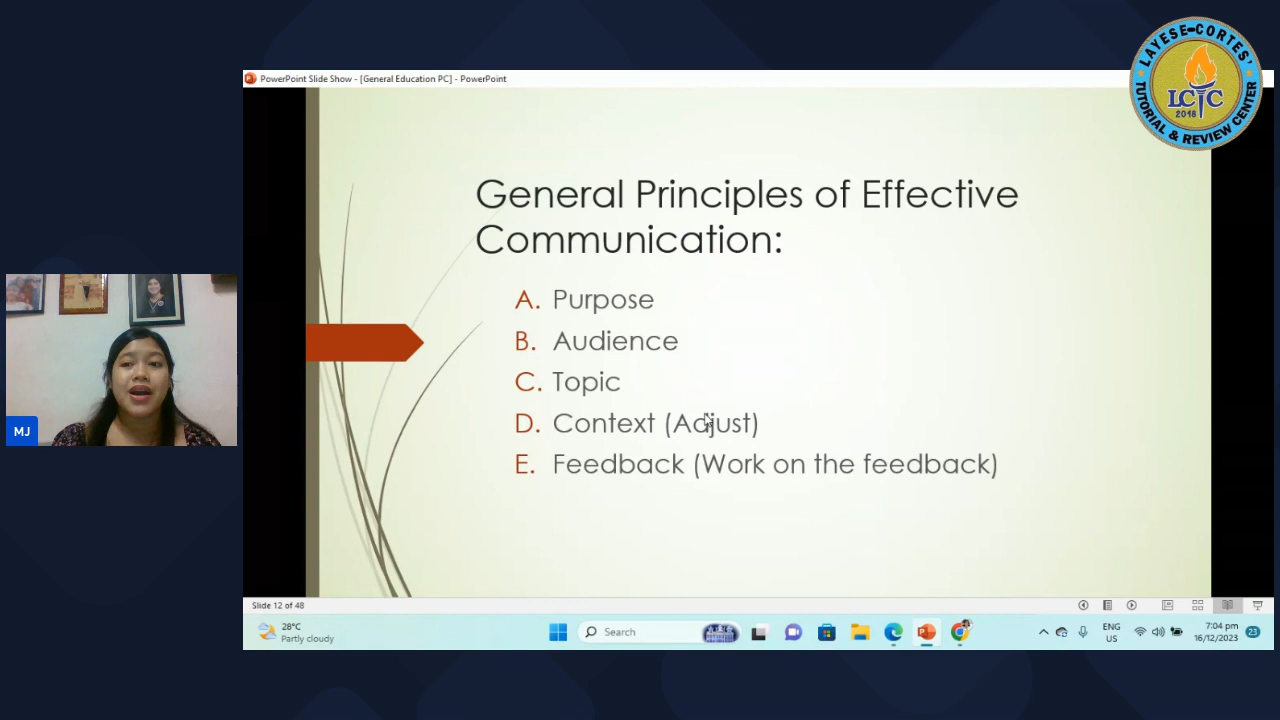 LAYESE-CORTES'
LCTC
2018
TUTORIAL & REVIEW CENTER
PowerPoint Slide Show - [General Education PC] - PowerPoint
General Principles of Effective
Communication:
A. Purpose
B. Audience
C. Topic
D. Context (Adjust)
E. Feedback (Work on the feedback)
MJ
Slide 12 of 48
28°C
Partly cloudy
Search
ENG
US
7:04 pm
16/12/2023
23